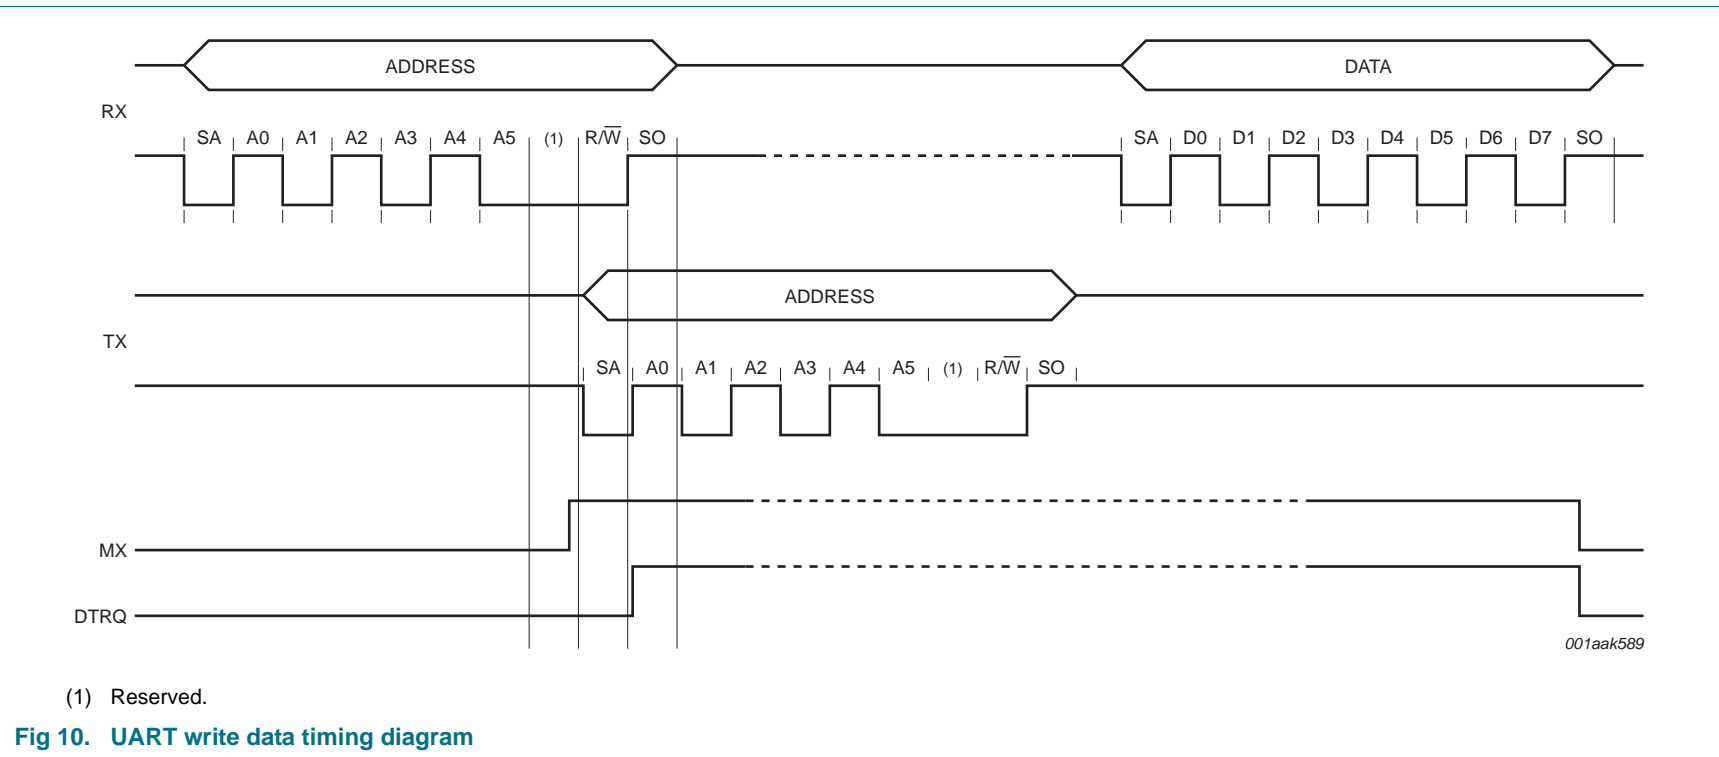 ADDRESS DATA
RX
SA A0 A1 A2 A3 A4 A5 (1) R/W̅ SO SA D0 D1 D2 D3 D4 D5 D6 D7 SO
ADDRESS
TX
SA A0 A1 A2 A3 A4 A5 (1) R/W̅ SO
MX
DTRQ
001aak589
(1) Reserved.
Fig 10. UART write data timing diagram